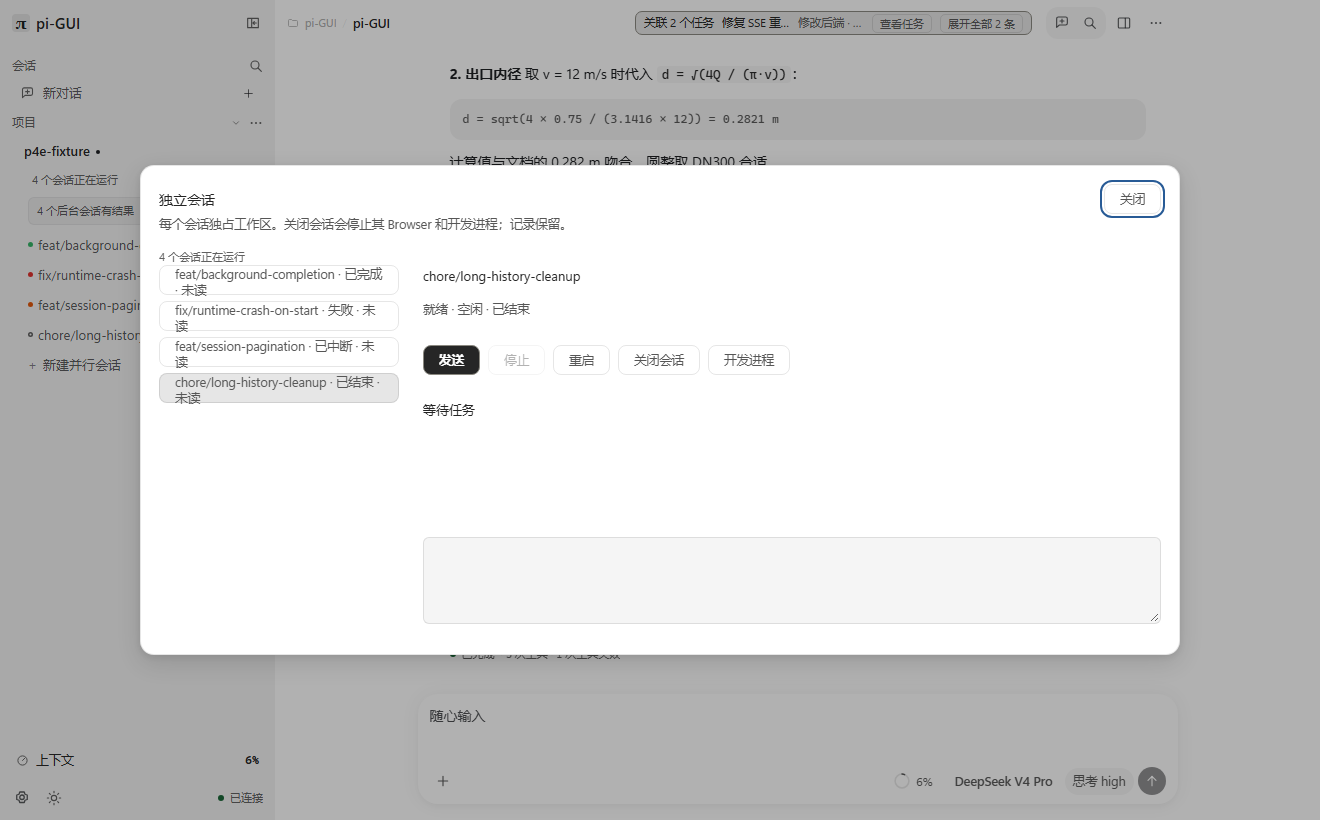 π pi-GUI
会话
新对话
项目
p4e-fixture
4 个会话正在运行
4 个后台会话有结果
feat/background-
fix/runtime-crash-
feat/session-pagin
chore/long-histor
+ 新建并行会话
上下文 6%
已连接
pi-GUI / pi-GUI
关联 2 个任务 修复 SSE 重... 修改后端 · ... 查看任务 展开全部 2 条
2. 出口内径 取 v = 12 m/s 时代入 d = √(4Q / (π·v)) :
d = sqrt(4 × 0.75 / (3.1416 × 12)) = 0.2821 m
计算值与文档的 0.282 m 吻合，圆整取 DN300 合适
独立会话
关闭
每个会话独占工作区。关闭会话会停止其 Browser 和开发进程；记录保留。
4 个会话正在运行
feat/background-completion · 已完成
· 未读
fix/runtime-crash-on-start · 失败 · 未
读
feat/session-pagination · 已中断 · 未
读
chore/long-history-cleanup · 已结束 ·
未读
chore/long-history-cleanup
就绪 · 空闲 · 已结束
发送 停止 重启 关闭会话 开发进程
等待任务
随心输入
6% DeepSeek V4 Pro 思考 high